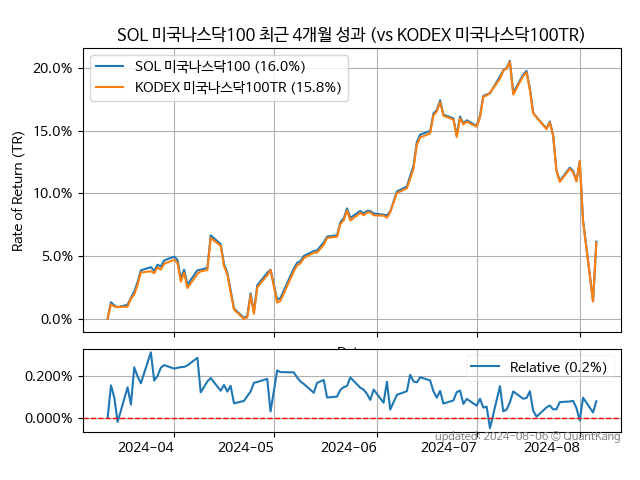 SOL 미국나스닥100 최근 4개월 성과 (vs KODEX 미국나스닥100TR)
SOL 미국나스닥100 (16.0%)
KODEX 미국나스닥100TR (15.8%)
Rate of Return (TR)
20.0%
15.0%
10.0%
5.0%
0.0%
Relative (0.2%)
0.200%
0.000%
2024-04
2024-05
2024-06
2024-07
2024-08
updated: 2024-08-06 © QuantKang